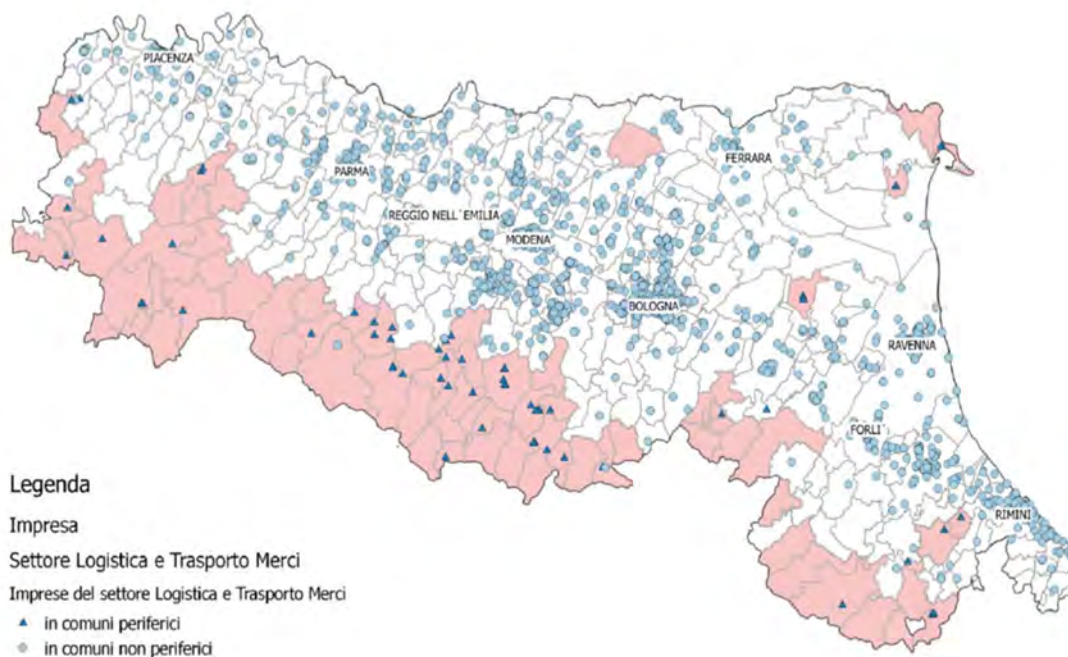 PIACENZA
PARMA
REGGIO NELL'EMILIA
MODENA
BOLOGNA
FERRARA
RAVENNA
FORLI'
RIMINI
Legenda
Impresa
Settore Logistica e Trasporto Merci
Imprese del settore Logistica e Trasporto Merci
in comuni periferici
in comuni non periferici